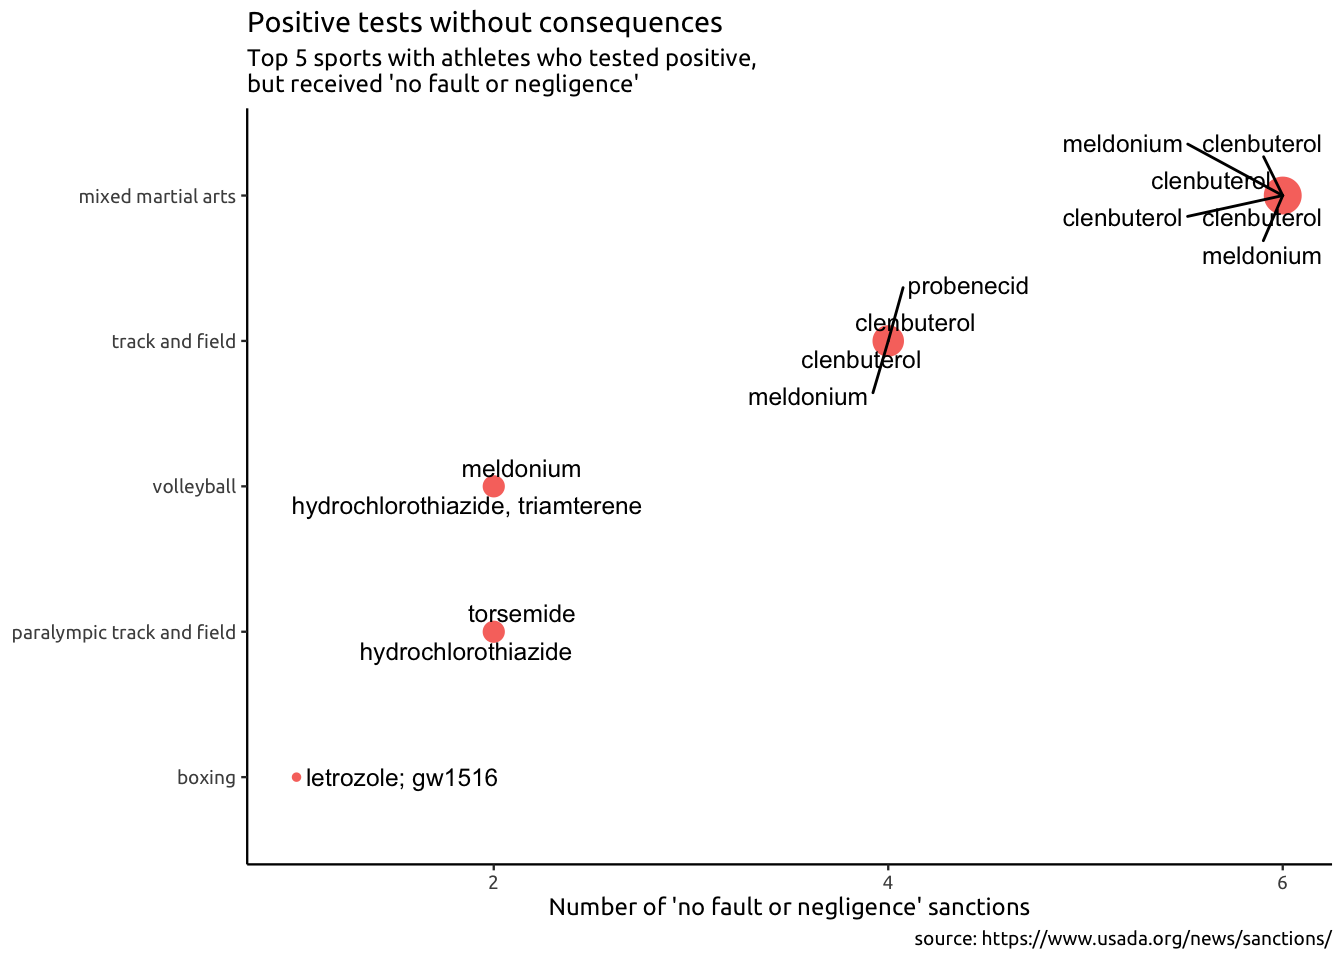 Positive tests without consequences
Top 5 sports with athletes who tested positive,
but received 'no fault or negligence'
meldonium clenbuterol
clenbuterol
mixed martial arts
clenbuterol clenbuterol
meldonium
probenecid
clenbuterol
track and field
clenbuterol
meldonium
meldonium
volleyball
hydrochlorothiazide, triamterene
torsemide
paralympic track and field
hydrochlorothiazide
boxing
letrozole; gw1516
2 4 6
Number of 'no fault or negligence' sanctions
source: https://www.usada.org/news/sanctions/